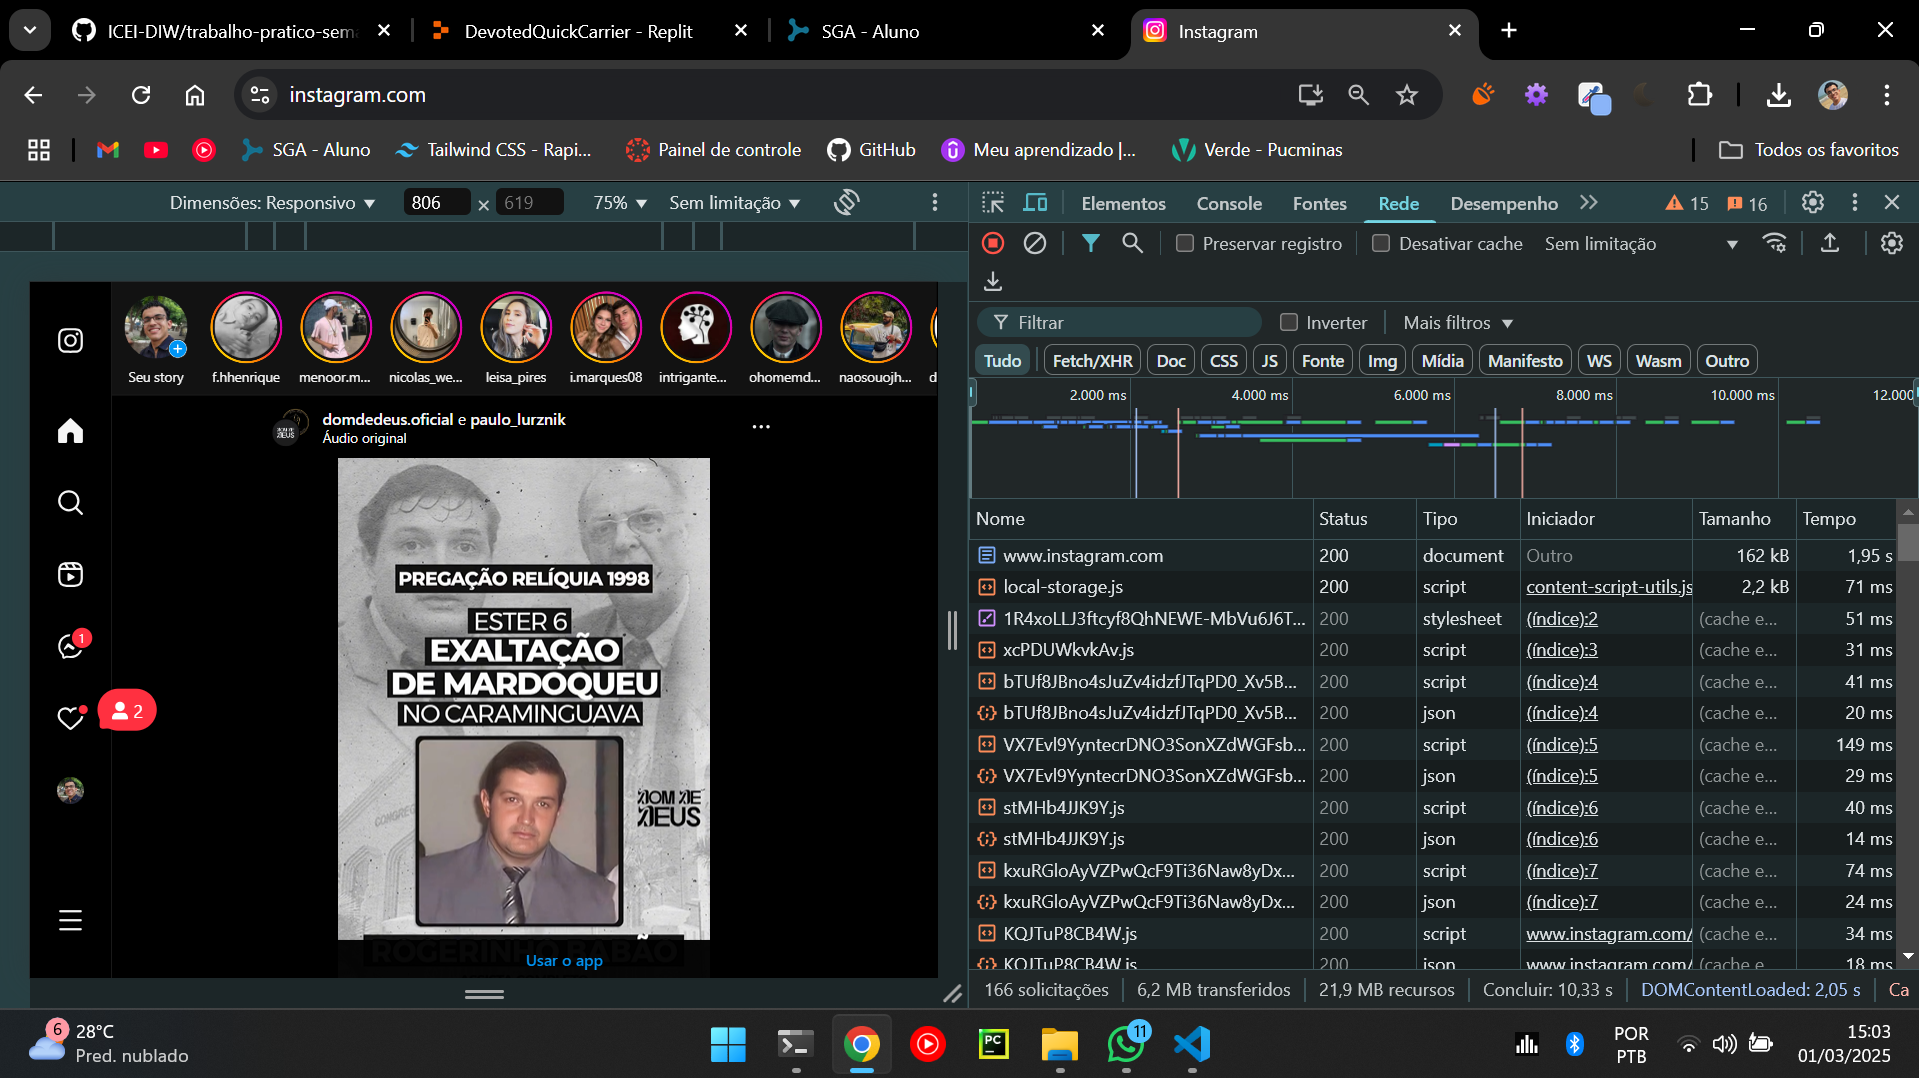 ICEI-DIW/trabalho-pratico-sema
DevotedQuickCarrier - Replit
SGA - Aluno
Instagram
instagram.com
SGA - Aluno
Tailwind CSS - Rapi...
Painel de controle
GitHub
Meu aprendizado |...
Verde - Pucminas
Todos os favoritos
Dimensões: Responsivo
806
×
619
75%
Sem limitação
Elementos
Console
Fontes
Rede
Desempenho
15
16
Preservar registro
Desativar cache
Sem limitação
Filtrar
Inverter
Mais filtros
Tudo
Fetch/XHR
Doc
CSS
JS
Fonte
Img
Mídia
Manifesto
WS
Wasm
Outro
2.000 ms
4.000 ms
6.000 ms
8.000 ms
10.000 ms
12.000
Seu story
f.hhenrique
menoor.m...
nicolas_we...
leisa_pires
i.marques08
intrigante...
ohomemd...
naosouojh...
d
domdedeus.oficial e paulo_lurznik
Áudio original
PREGAÇÃO RELÍQUIA 1998
ESTER 6
EXALTAÇÃO
DE MARDOQUEU
NO CARAMINGUAVA
ROGERINHO BABÃO
Usar o app
1
2
Nome Status Tipo Iniciador Tamanho Tempo
www.instagram.com 200 document Outro 162 kB 1,95 s
local-storage.js 200 script content-script-utils.js 2,2 kB 71 ms
1R4xoLLJ3ftcyf8QhNEWE-MbVu6J6T... 200 stylesheet (índice):2 (cache e... 51 ms
xcPDUWkvkAv.js 200 script (índice):3 (cache e... 31 ms
bTUf8JBno4sJuZv4idzfJTqPD0_Xv5B... 200 script (índice):4 (cache e... 41 ms
bTUf8JBno4sJuZv4idzfJTqPD0_Xv5B... 200 json (índice):4 (cache e... 20 ms
VX7Evl9YyntecrDNO3SonXZdWGFsb... 200 script (índice):5 (cache e... 149 ms
VX7Evl9YyntecrDNO3SonXZdWGFsb... 200 json (índice):5 (cache e... 29 ms
stMHb4JJK9Y.js 200 script (índice):6 (cache e... 40 ms
stMHb4JJK9Y.js 200 json (índice):6 (cache e... 14 ms
kxuRGloAyVZPwQcF9Ti36Naw8yDx... 200 script (índice):7 (cache e... 74 ms
kxuRGloAyVZPwQcF9Ti36Naw8yDx... 200 json (índice):7 (cache e... 24 ms
KQJTuP8CB4W.js 200 script www.instagram.com/ (cache e... 34 ms
KQJTuP8CB4W.js 200 json www.instagram.com/ (cache e 18 ms
166 solicitações
6,2 MB transferidos
21,9 MB recursos
Concluir: 10,33 s
DOMContentLoaded: 2,05 s
Ca
6
28°C
Pred. nublado
PC
11
POR
PTB
15:03
01/03/2025